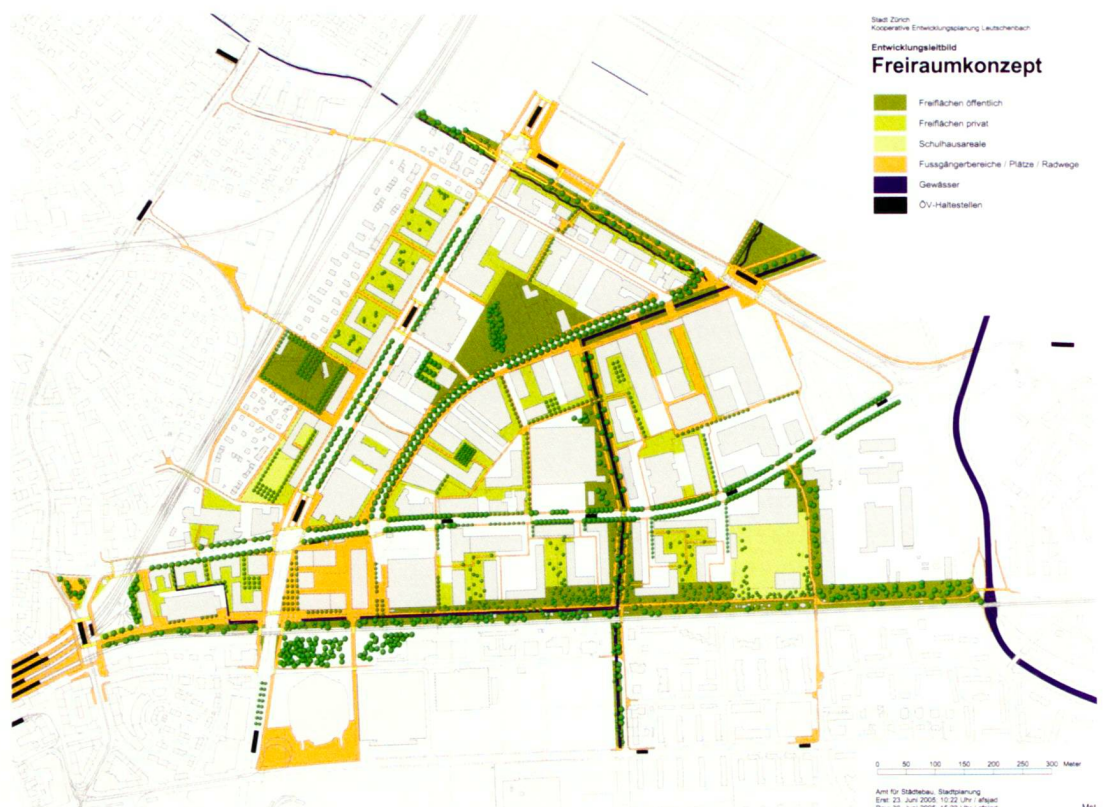 Stadt Zürich
Kooperative Entwicklungsplanung Leutschenbach
Entwicklungsleitbild
Freiraumkonzept
Freiflächen öffentlich
Freiflächen privat
Schulhausareale
Fussgängerbereiche / Plätze / Radwege
Gewässer
ÖV-Haltestellen
0 50 100 150 200 250 300 Meter
Amt für Städtebau, Stadtplanung
Erst: 23. Juni 2005, 10:22 Uhr / afsjad